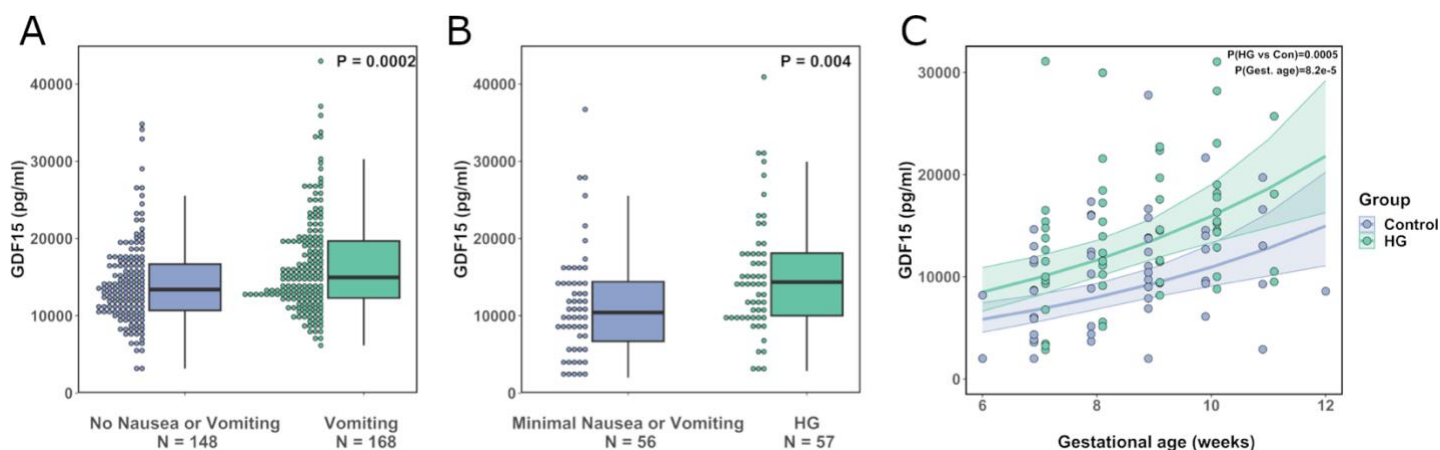 A
P = 0.0002
40000
30000
20000
10000
0
GDF15 (pg/ml)
No Nausea or Vomiting
N = 148
Vomiting
N = 168
B
P = 0.004
40000
30000
20000
10000
0
GDF15 (pg/ml)
Minimal Nausea or Vomiting
N = 56
HG
N = 57
C
P(HG vs Con)=0.0005
P(Gest. age)=8.2e-5
30000
20000
10000
0
GDF15 (pg/ml)
6
8
10
12
Gestational age (weeks)
Group
Control
HG